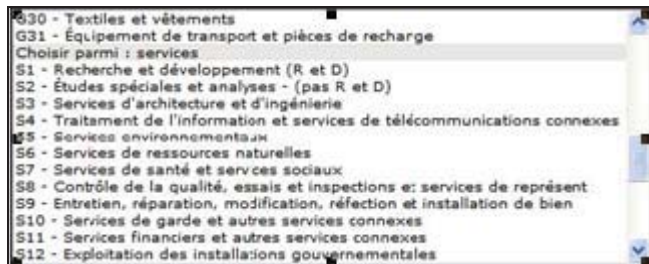 G30 - Textiles et vêtements
G31 - Équipement de transport et pièces de recharge
Choisir parmi : services
S1 - Recherche et développement (R et D)
S2 - Études spéciales et analyses - (pas R et D)
S3 - Services d'architecture et d'ingénierie
S4 - Traitement de l'information et services de télécommunications connexes
S5 - Services environnementaux
S6 - Services de ressources naturelles
S7 - Services de santé et services sociaux
S8 - Contrôle de la qualité, essais et inspections et services de représent
S9 - Entretien, réparation, modification, réfection et installation de bien
S10 - Services de garde et autres services connexes
S11 - Services financiers et autres services connexes
S12 - Exploitation des installations gouvernementales